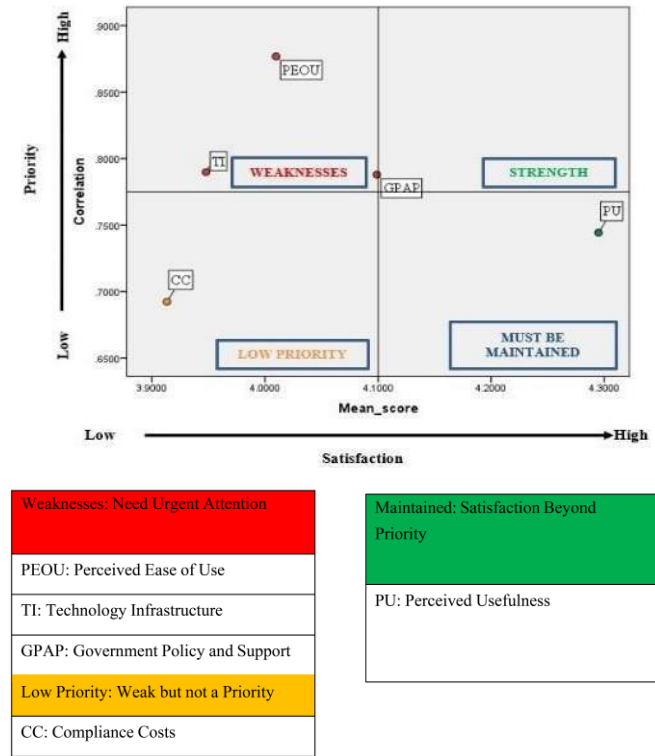 High
Priority
Low
Correlation
.9000
.8500
.8000
.7500
.7000
.6500
PEOU
TI
WEAKNESSES
STRENGTH
GPAP
PU
CC
LOW PRIORITY
MUST BE
MAINTAINED
3.9000
4.0000
4.1000
4.2000
4.3000
Mean_score
Low
High
Satisfaction
Weaknesses: Need Urgent Attention
PEOU: Perceived Ease of Use
TI: Technology Infrastructure
GPAP: Government Policy and Support
Low Priority: Weak but not a Priority
CC: Compliance Costs
Maintained: Satisfaction Beyond
Priority
PU: Perceived Usefulness